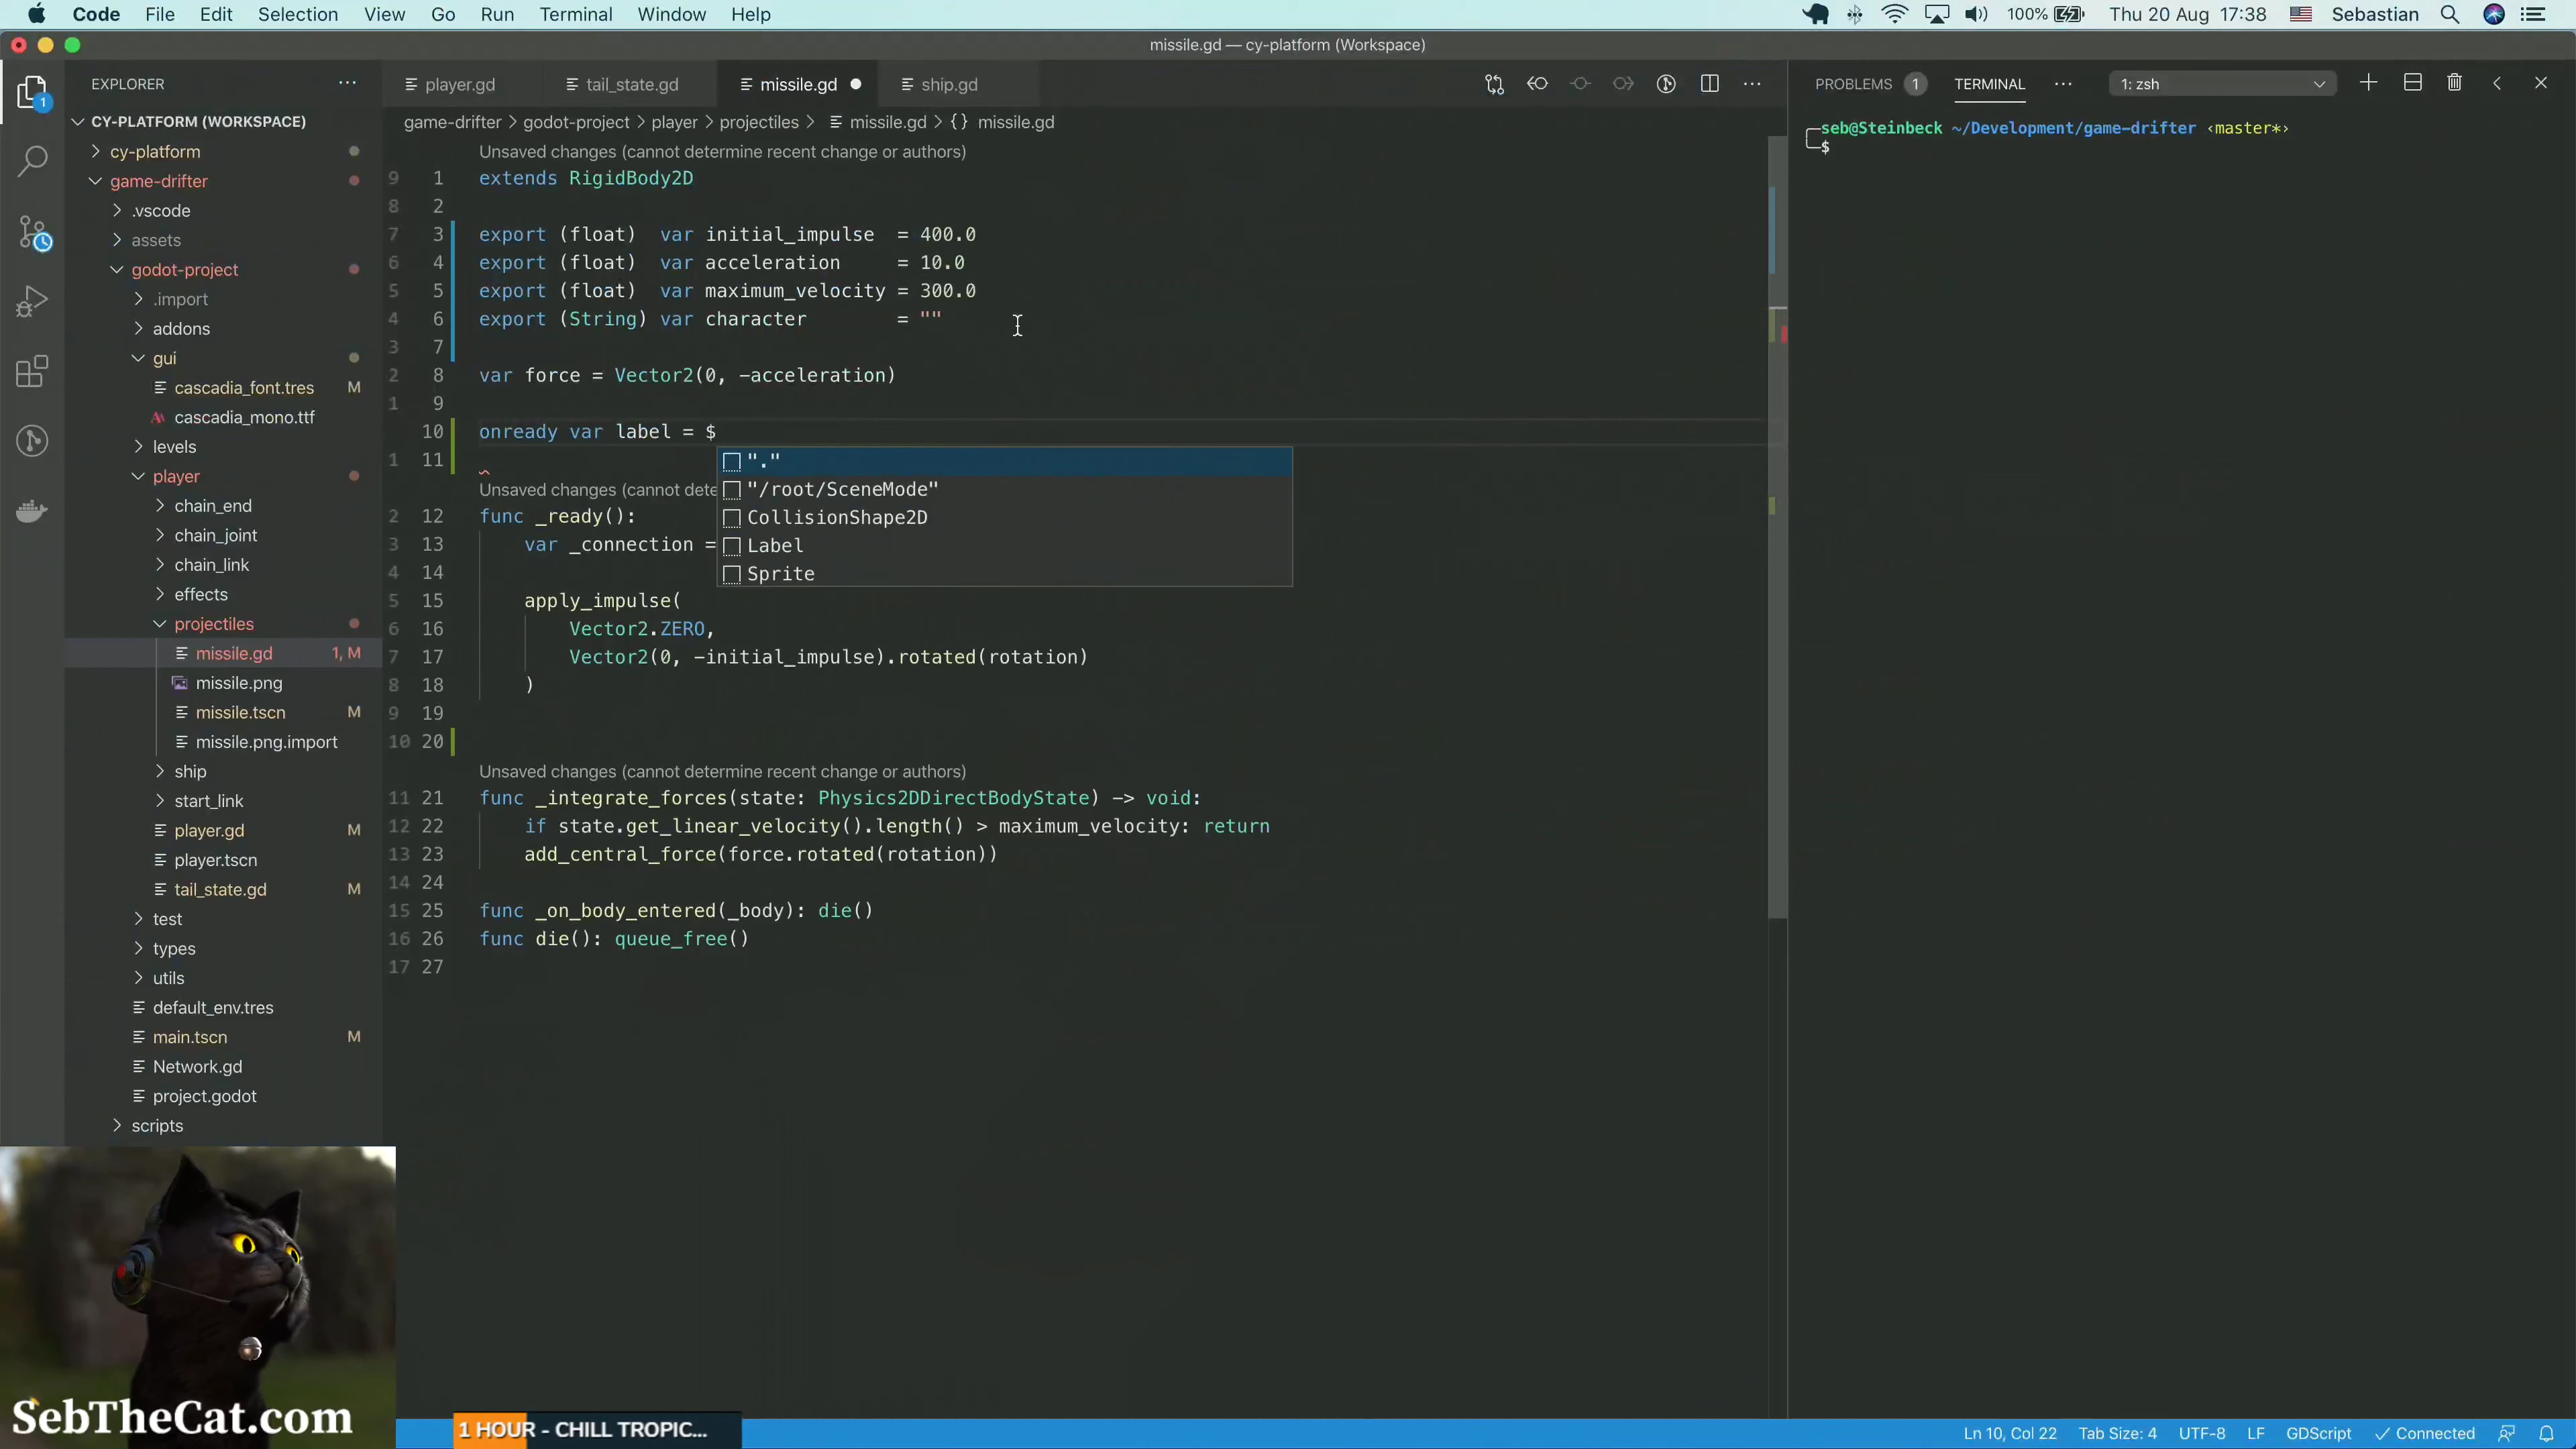 Code File Edit Selection View Go Run Terminal Window Help
100% Thu 20 Aug 17:38 Sebastian
missile.gd — cy-platform (Workspace)
EXPLORER
player.gd tail_state.gd missile.gd ship.gd
PROBLEMS 1 TERMINAL 1: zsh
1
CY-PLATFORM (WORKSPACE)
cy-platform
game-drifter
.vscode
assets
godot-project
.import
addons
gui
cascadia_font.tres M
cascadia_mono.ttf
levels
player
chain_end
chain_joint
chain_link
effects
projectiles
missile.gd 1, M
missile.png
missile.tscn M
missile.png.import
ship
start_link
player.gd M
player.tscn
tail_state.gd M
test
types
utils
default_env.tres
main.tscn M
Network.gd
project.godot
scripts
game-drifter > godot-project > player > projectiles > missile.gd > {} missile.gd
Unsaved changes (cannot determine recent change or authors)
9 1 extends RigidBody2D
8 2
7 3 export (float) var initial_impulse = 400.0
6 4 export (float) var acceleration = 10.0
5 5 export (float) var maximum_velocity = 300.0
4 6 export (String) var character = ""
3 7
2 8 var force = Vector2(0, -acceleration)
1 9
10 onready var label = $
1 11
"."
"/root/SceneMode"
CollisionShape2D
Label
Sprite
Unsaved changes (cannot dete
2 12 func _ready():
3 13 var _connection =
4 14
5 15 apply_impulse(
6 16 Vector2.ZERO,
7 17 Vector2(0, -initial_impulse).rotated(rotation)
8 18 )
9 19
10 20
Unsaved changes (cannot determine recent change or authors)
11 21 func _integrate_forces(state: Physics2DDirectBodyState) -> void:
12 22 if state.get_linear_velocity().length() > maximum_velocity: return
13 23 add_central_force(force.rotated(rotation))
14 24
15 25 func _on_body_entered(_body): die()
16 26 func die(): queue_free()
17 27
seb@Steinbeck ~/Development/game-drifter ‹master*›
$
SebTheCat.com
1 HOUR - CHILL TROPIC...
Ln 10, Col 22 Tab Size: 4 UTF-8 LF GDScript Connected